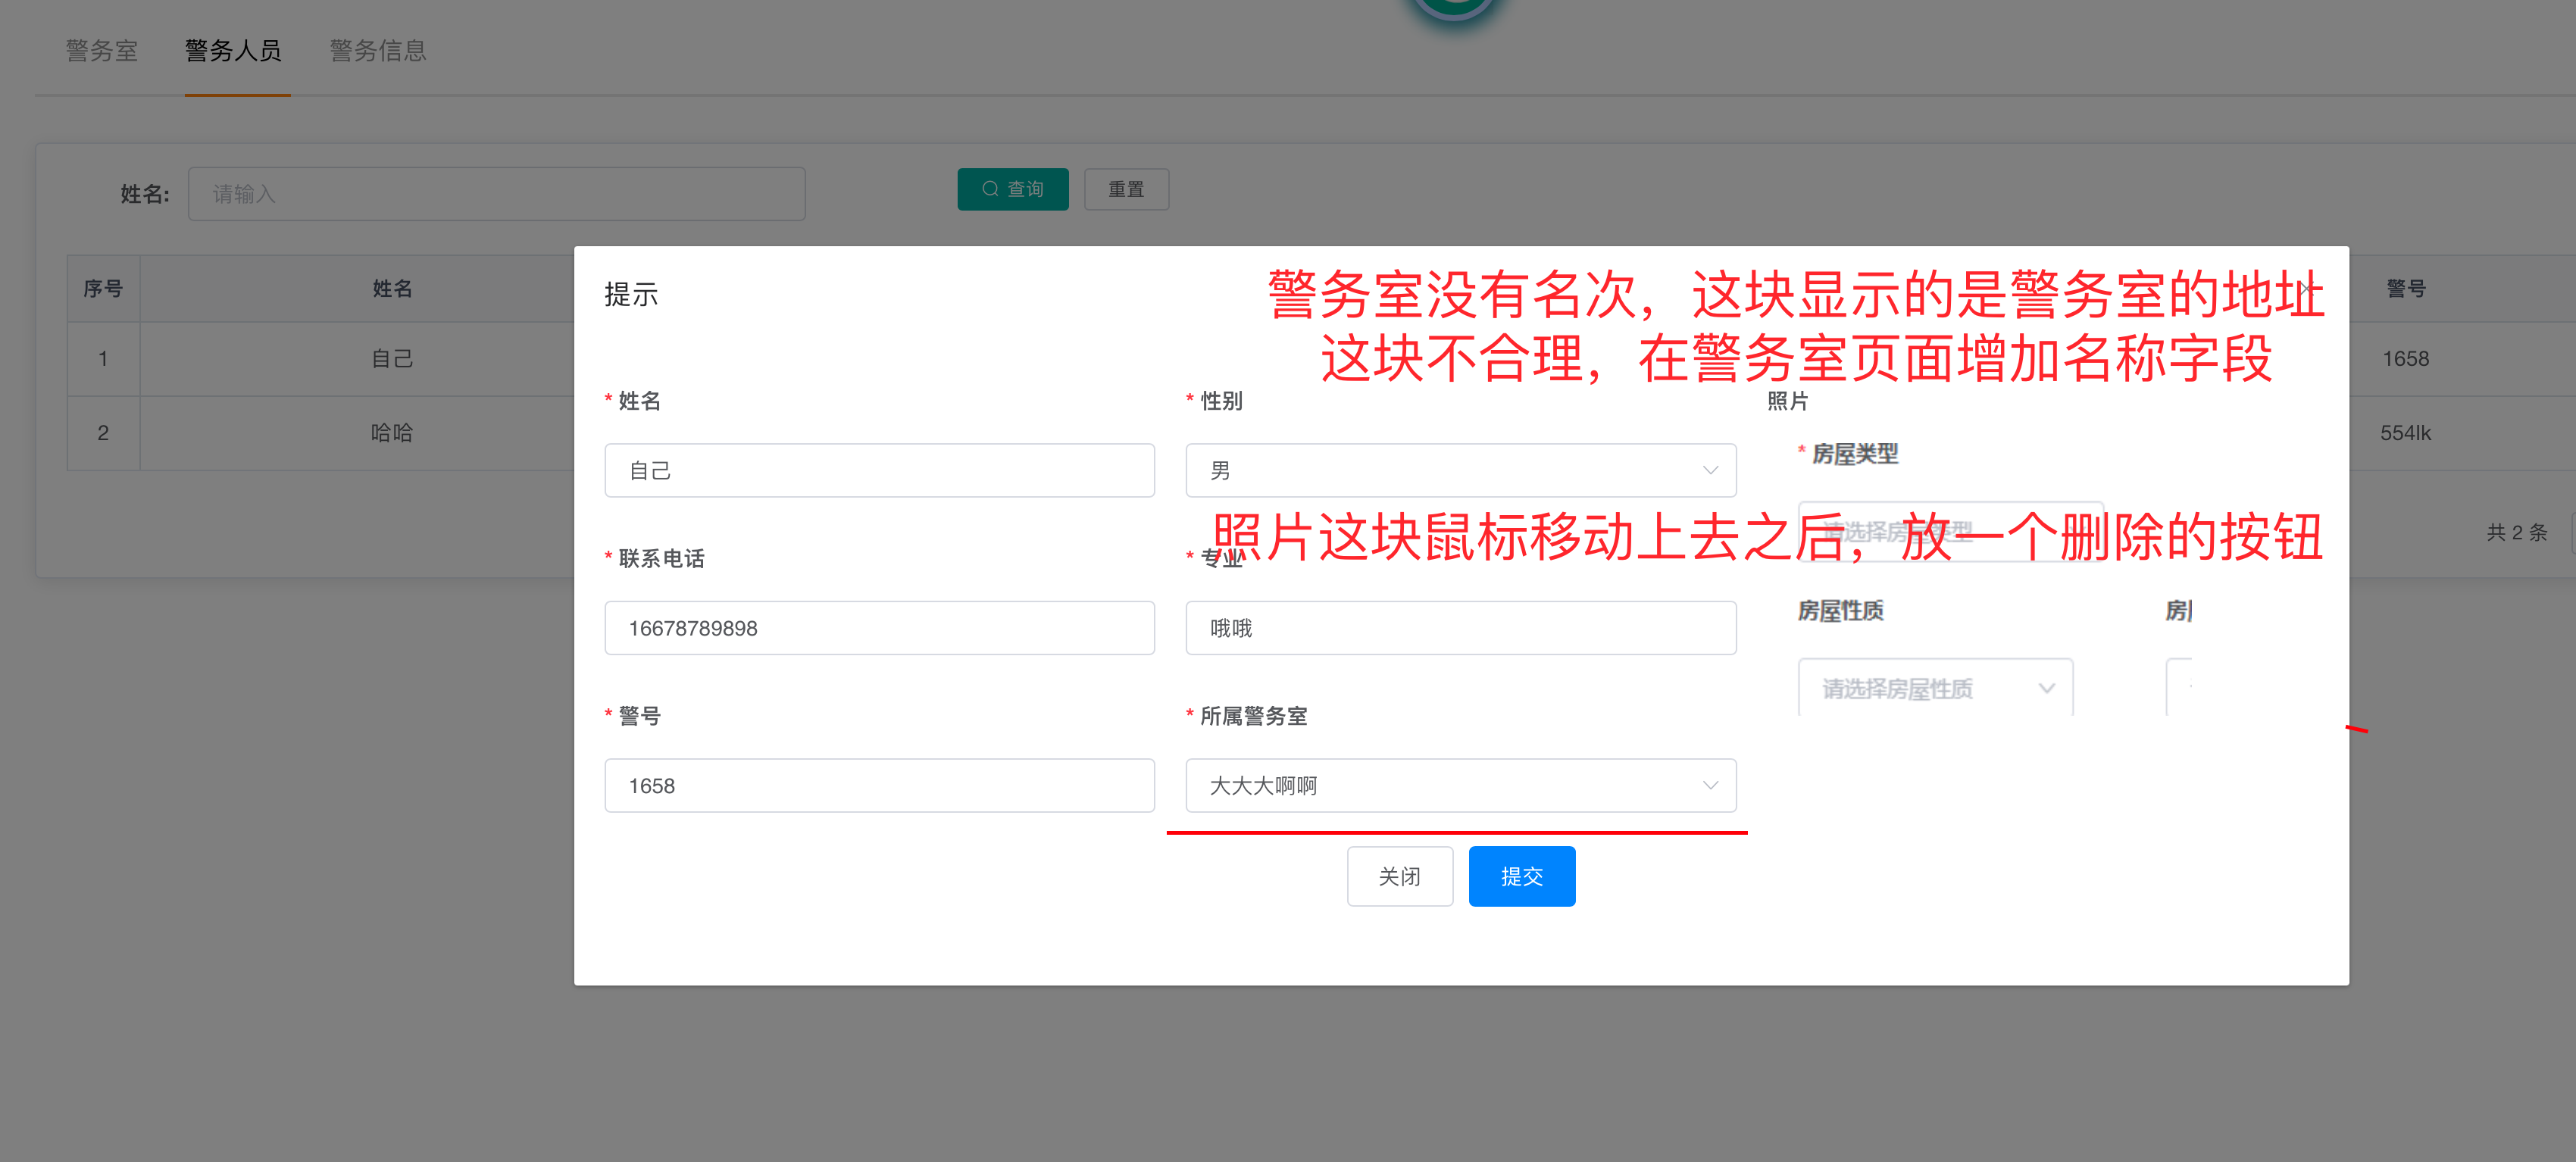 警务室 警务人员 警务信息
姓名: 请输入 查询 重置
序号 姓名 警号
1 自己 1658
2 哈哈 554lk
共 2 条
提示
警务室没有名次，这块显示的是警务室的地址
这块不合理，在警务室页面增加名称字段
* 姓名 * 性别 照片
自己 男
* 房屋类型
请选择房屋类型
照片这块鼠标移动上去之后，放一个删除的按钮
* 联系电话 * 专业
16678789898 哦哦
房屋性质
请选择房屋性质
* 警号 * 所属警务室
1658 大大大啊啊
关闭 提交